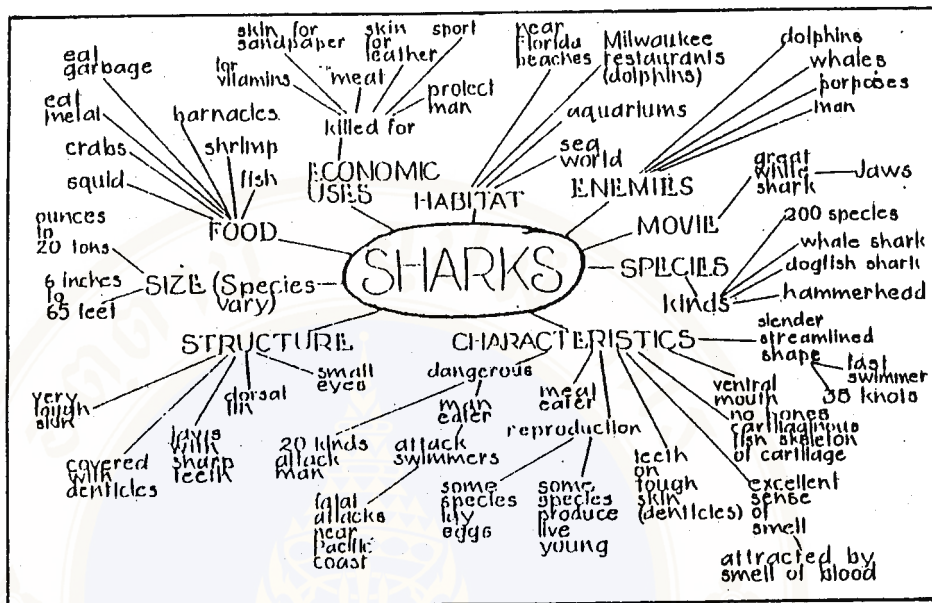 eat
garbage
eat
metal
crabs
squid
barnacles
shrimp
fish
FOOD
skin for
sandpaper
for
vitamins
meat
skin
for
leather
sport
protect
man
killed for
ECONOMIC
USES
near
Florida
beaches
Milwaukee
restaurants
(dolphins)
aquariums
sea
world
HABITAT
dolphins
whales
porpoises
man
ENEMIES
great
white
shark
Jaws
MOVIE
SHARKS
ounces
to
20 tons
6 inches
to
65 feet
SIZE (Species
vary)
SPECIES
kinds
200 species
whale shark
dogfish shark
hammerhead
STRUCTURE
very
tough
skin
covered
with
denticles
jaws
with
sharp
teeth
dorsal
fin
small
eyes
CHARACTERISTICS
dangerous
20 kinds
attack
man
man
eater
attack
swimmers
fatal
attacks
near
Pacific
coast
meat
eater
reproduction
some
species
lay
eggs
some
species
produce
live
young
teeth
on
tough
skin
(denticles)
excellent
sense
of
smell
attracted by
smell of blood
ventral
mouth
no bones
cartilaginous
fish skeleton
of cartilage
slender
streamlined
shape
fast
swimmer
35 knots